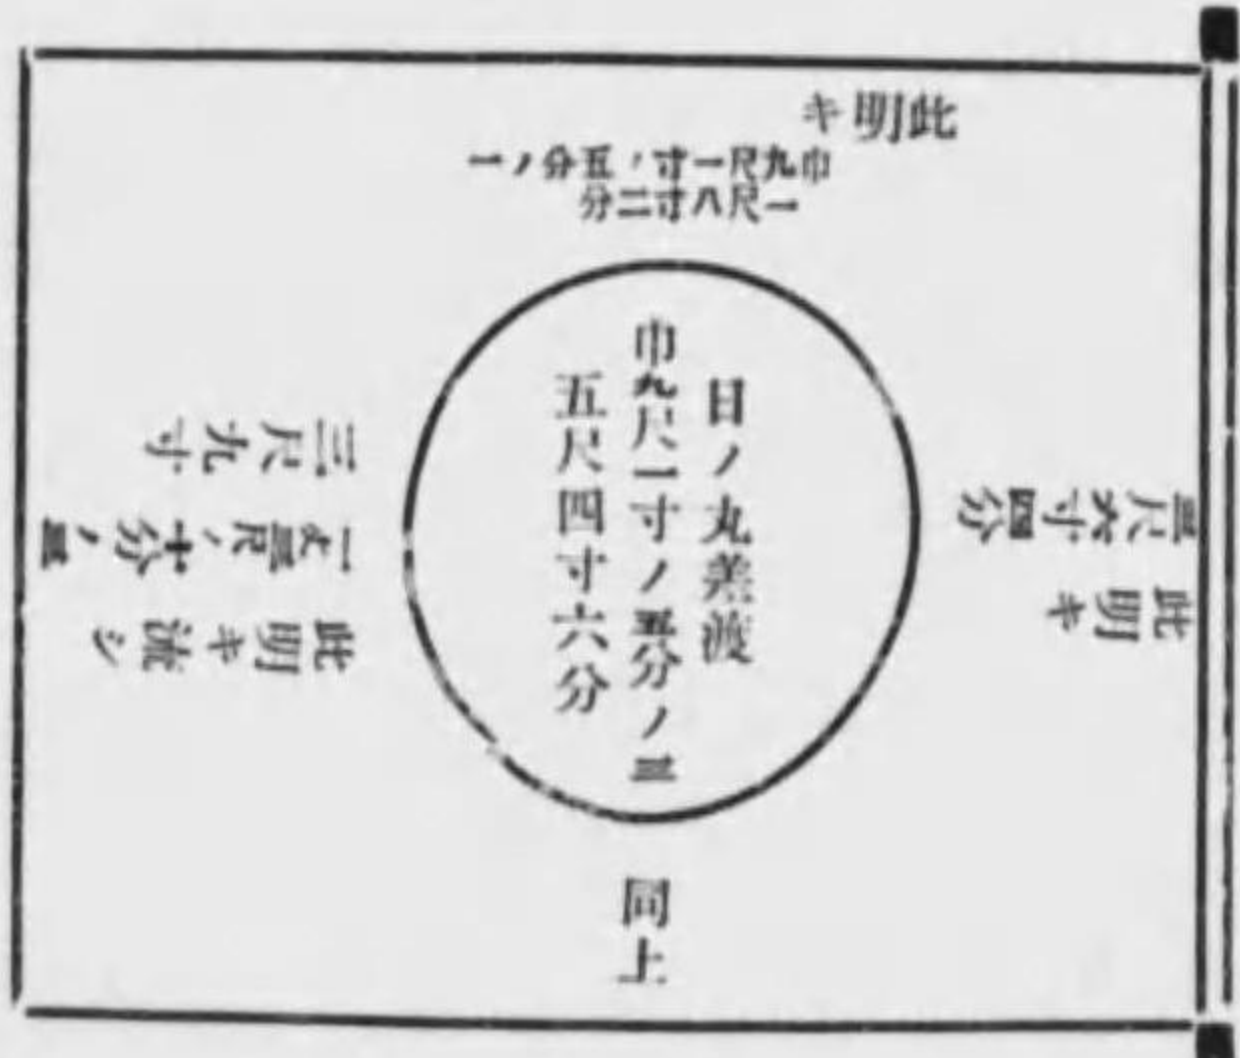 此明キ
巾九尺一寸ノ五分ノ一
一尺八寸二分
此明キ
三尺六寸四分
日ノ丸差渡
巾九尺一寸ノ五分ノ三
五尺四寸六分
此明キ流シ
一丈三尺ノ十分ノ三
三尺九寸
同上